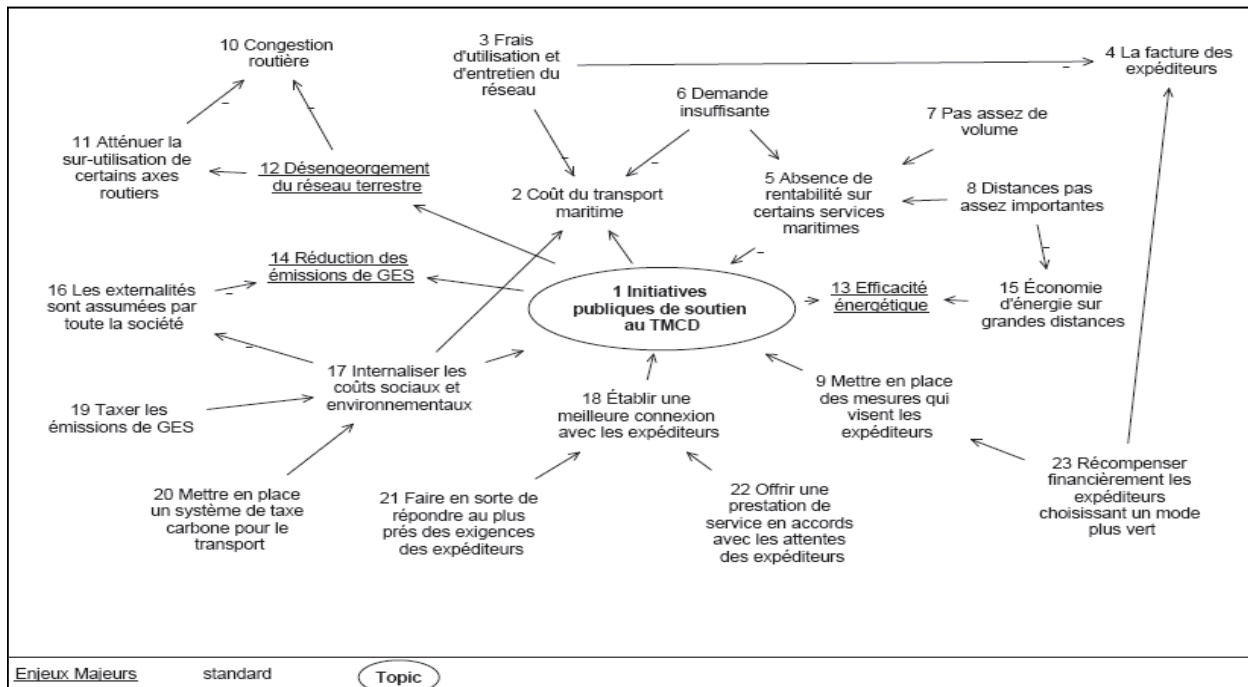 10 Congestion
routière
3 Frais
d'utilisation et
d'entretien du
réseau
4 La facture des
expéditeurs
6 Demande
insuffisante
7 Pas assez de
volume
11 Atténuer la
sur-utilisation de
certains axes
routiers
12 Désengeorgement
du réseau terrestre
2 Coût du transport
maritime
5 Absence de
rentabilité sur
certains services
maritimes
8 Distances pas
assez importantes
14 Réduction des
émissions de GES
16 Les externalités
sont assumées par
toute la société
1 Initiatives
publiques de soutien
au TMCD
13 Efficacité
énergétique
15 Économie
d'énergie sur
grandes distances
17 Internaliser les
coûts sociaux et
environnementaux
18 Établir une
meilleure connexion
avec les expéditeurs
9 Mettre en place
des mesures qui
visent les
expéditeurs
19 Taxer les
émissions de GES
20 Mettre en place
un système de taxe
carbone pour le
transport
21 Faire en sorte de
répondre au plus
prés des exigences
des expéditeurs
22 Offrir une
prestation de
service en accords
avec les attentes
des expéditeurs
23 Récompenser
financièrement les
expéditeurs
choisissant un mode
plus vert
Enjeux Majeurs standard Topic